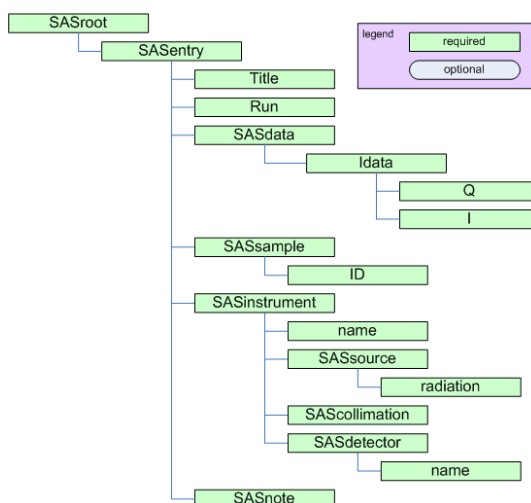 SASroot
SASentry
legend
required
optional
Title
Run
SASdata
Idata
Q
I
SASsample
ID
SASinstrument
name
SASsource
radiation
SAScollimation
SASdetector
name
SASnote